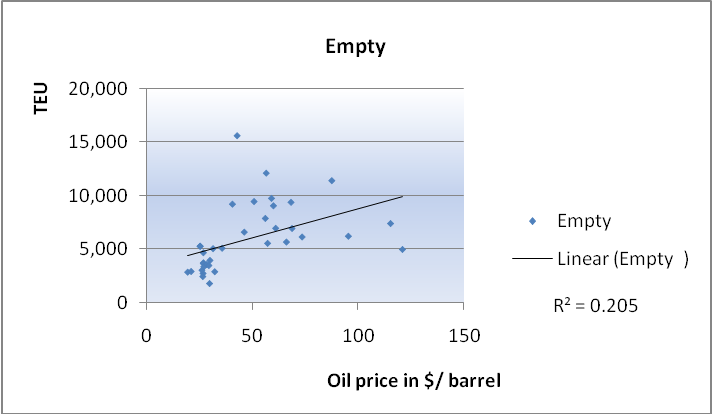 Empty
TEU
20,000
15,000
10,000
5,000
0
0 50 100 150
Oil price in $/ barrel
Empty
Linear (Empty )
R² = 0.205